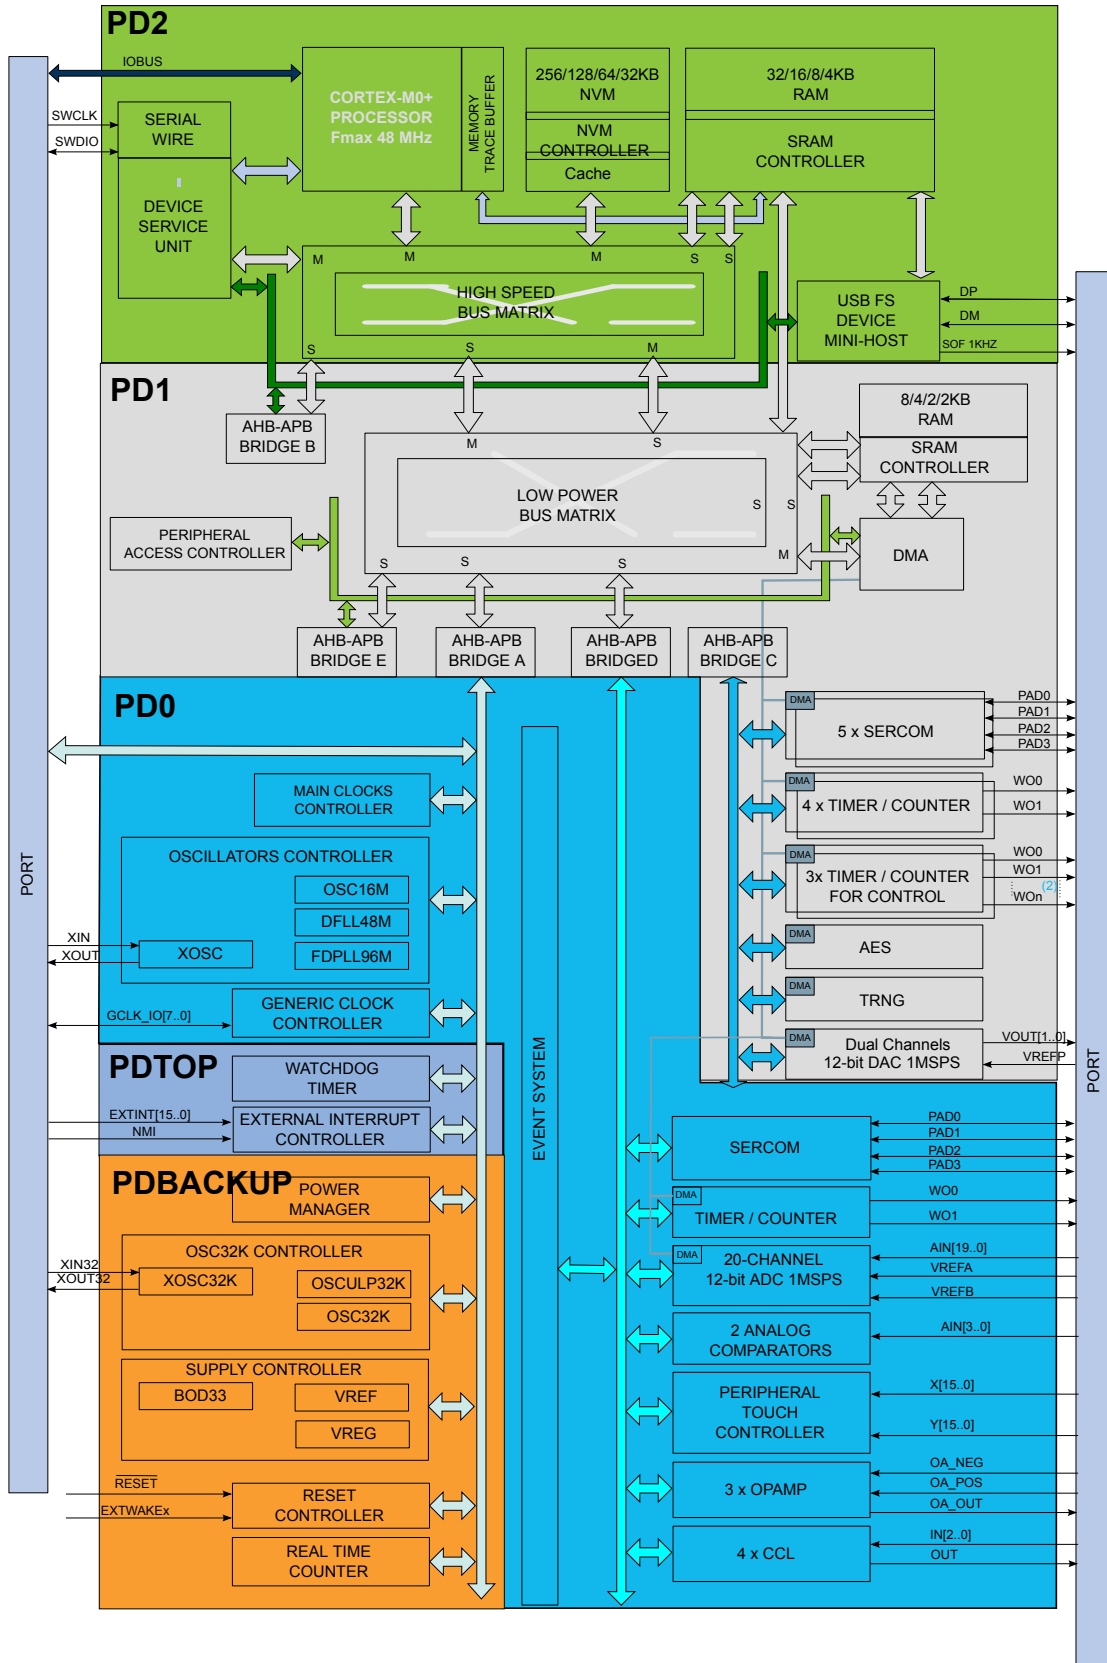 PD2
IOBUS
SWCLK
SWDIO
SERIAL
WIRE
DEVICE
SERVICE
UNIT
CORTEX-M0+
PROCESSOR
Fmax 48 MHz
MEMORY
TRACE BUFFER
256/128/64/32KB
NVM
NVM
CONTROLLER
Cache
32/16/8/4KB
RAM
SRAM
CONTROLLER
M
M
M
S
S
HIGH SPEED
BUS MATRIX
S
S
M
USB FS
DEVICE
MINI-HOST
DP
DM
SOF 1KHZ
PD1
AHB-APB
BRIDGE B
8/4/2/2KB
RAM
SRAM
CONTROLLER
M
S
LOW POWER
BUS MATRIX
S
S
M
S
S
S
PERIPHERAL
ACCESS CONTROLLER
DMA
AHB-APB
BRIDGE E
AHB-APB
BRIDGE A
AHB-APB
BRIDGED
AHB-APB
BRIDGE C
PD0
PORT
MAIN CLOCKS
CONTROLLER
OSCILLATORS CONTROLLER
OSC16M
DFLL48M
FDPLL96M
XOSC
XIN
XOUT
GCLK_IO[7..0]
GENERIC CLOCK
CONTROLLER
EVENT SYSTEM
DMA
5 x SERCOM
PAD0
PAD1
PAD2
PAD3
DMA
4 x TIMER / COUNTER
WO0
WO1
DMA
3x TIMER / COUNTER
FOR CONTROL
WO0
WO1
(2)
WOn
DMA
AES
DMA
TRNG
DMA
Dual Channels
12-bit DAC 1MSPS
VOUT[1..0]
VREFP
PORT
PDTOP
WATCHDOG
TIMER
EXTINT[15..0]
NMI
EXTERNAL INTERRUPT
CONTROLLER
PDBACKUP
POWER
MANAGER
OSC32K CONTROLLER
XIN32
XOUT32
XOSC32K
OSCULP32K
OSC32K
SUPPLY CONTROLLER
BOD33
VREF
VREG
RESET
EXTWAKEx
RESET
CONTROLLER
REAL TIME
COUNTER
SERCOM
PAD0
PAD1
PAD2
PAD3
DMA
TIMER / COUNTER
WO0
WO1
DMA
20-CHANNEL
12-bit ADC 1MSPS
AIN[19..0]
VREFA
VREFB
2 ANALOG
COMPARATORS
AIN[3..0]
PERIPHERAL
TOUCH
CONTROLLER
X[15..0]
Y[15..0]
3 x OPAMP
OA_NEG
OA_POS
OA_OUT
4 x CCL
IN[2..0]
OUT